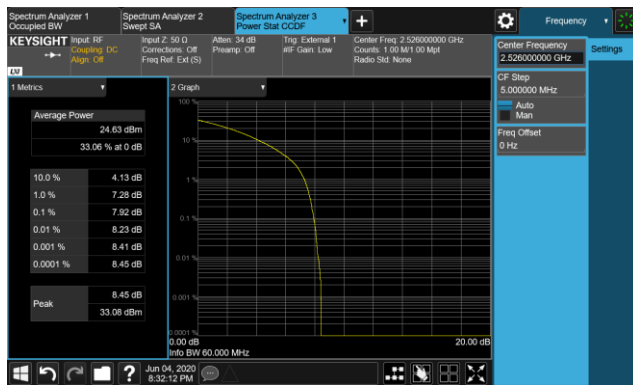 Spectrum Analyzer 1
Occupied BW
Spectrum Analyzer 2
Swept SA
Spectrum Analyzer 3
Power Stat CCDF
Frequency
KEYSIGHT
Input: RF
Coupling: DC
Align: Off
Input Z: 50 Ω
Corrections: Off
Freq Ref: Ext (S)
Atten: 34 dB
Preamp: Off
Trig: External 1
#IF Gain: Low
Center Freq: 2.526000000 GHz
Counts: 1.00 M/1.00 Mpt
Radio Std: None
LXI
Center Frequency
2.526000000 GHz
Settings
CF Step
5.000000 MHz
Auto
Man
Freq Offset
0 Hz
1 Metrics
Average Power
24.63 dBm
33.06 % at 0 dB
10.0 % 4.13 dB
1.0 % 7.28 dB
0.1 % 7.92 dB
0.01 % 8.23 dB
0.001 % 8.41 dB
0.0001 % 8.45 dB
Peak
8.45 dB
33.08 dBm
2 Graph
100 %
10 %
1 %
0.1 %
0.01 %
0.001 %
0.0001 %
0.00 dB
20.00 dB
Info BW 60.000 MHz
?
Jun 04, 2020
8:32:12 PM